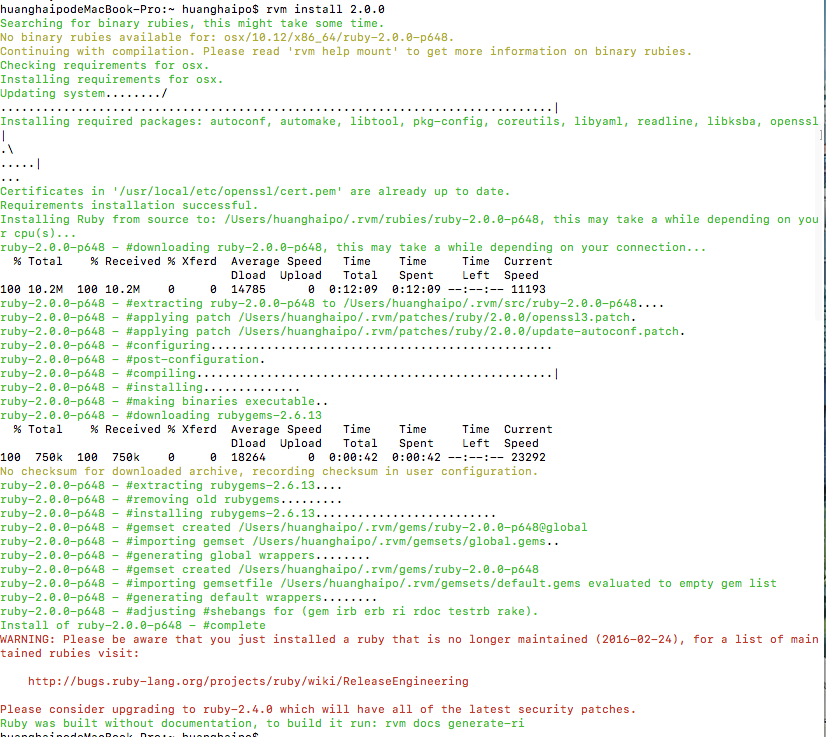 huanghaipodeMacBook-Pro:~ huanghaipo$ rvm install 2.0.0
Searching for binary rubies, this might take some time.
No binary rubies available for: osx/10.12/x86_64/ruby-2.0.0-p648.
Continuing with compilation. Please read 'rvm help mount' to get more information on binary rubies.
Checking requirements for osx.
Installing requirements for osx.
Updating system......../
...............................................................................|
Installing required packages: autoconf, automake, libtool, pkg-config, coreutils, libyaml, readline, libksba, openssl
|
.\
.....|
...
Certificates in '/usr/local/etc/openssl/cert.pem' are already up to date.
Requirements installation successful.
Installing Ruby from source to: /Users/huanghaipo/.rvm/rubies/ruby-2.0.0-p648, this may take a while depending on you
r cpu(s)...
ruby-2.0.0-p648 - #downloading ruby-2.0.0-p648, this may take a while depending on your connection...
  % Total    % Received % Xferd  Average Speed   Time    Time     Time  Current
                                 Dload  Upload   Total   Spent    Left  Speed
100 10.2M  100 10.2M    0     0  14785      0  0:12:09  0:12:09 --:--:-- 11193
ruby-2.0.0-p648 - #extracting ruby-2.0.0-p648 to /Users/huanghaipo/.rvm/src/ruby-2.0.0-p648....
ruby-2.0.0-p648 - #applying patch /Users/huanghaipo/.rvm/patches/ruby/2.0.0/openssl3.patch.
ruby-2.0.0-p648 - #applying patch /Users/huanghaipo/.rvm/patches/ruby/2.0.0/update-autoconf.patch.
ruby-2.0.0-p648 - #configuring.................................................
ruby-2.0.0-p648 - #post-configuration.
ruby-2.0.0-p648 - #compiling...................................................|
ruby-2.0.0-p648 - #installing..............
ruby-2.0.0-p648 - #making binaries executable..
ruby-2.0.0-p648 - #downloading rubygems-2.6.13
  % Total    % Received % Xferd  Average Speed   Time    Time     Time  Current
                                 Dload  Upload   Total   Spent    Left  Speed
100  750k  100  750k    0     0  18264      0  0:00:42  0:00:42 --:--:-- 23292
No checksum for downloaded archive, recording checksum in user configuration.
ruby-2.0.0-p648 - #extracting rubygems-2.6.13....
ruby-2.0.0-p648 - #removing old rubygems.........
ruby-2.0.0-p648 - #installing rubygems-2.6.13..........................
ruby-2.0.0-p648 - #gemset created /Users/huanghaipo/.rvm/gems/ruby-2.0.0-p648@global
ruby-2.0.0-p648 - #importing gemset /Users/huanghaipo/.rvm/gemsets/global.gems..
ruby-2.0.0-p648 - #generating global wrappers........
ruby-2.0.0-p648 - #gemset created /Users/huanghaipo/.rvm/gems/ruby-2.0.0-p648
ruby-2.0.0-p648 - #importing gemsetfile /Users/huanghaipo/.rvm/gemsets/default.gems evaluated to empty gem list
ruby-2.0.0-p648 - #generating default wrappers........
ruby-2.0.0-p648 - #adjusting #shebangs for (gem irb erb ri rdoc testrb rake).
Install of ruby-2.0.0-p648 - #complete
WARNING: Please be aware that you just installed a ruby that is no longer maintained (2016-02-24), for a list of main
tained rubies visit:
    http://bugs.ruby-lang.org/projects/ruby/wiki/ReleaseEngineering
Please consider upgrading to ruby-2.4.0 which will have all of the latest security patches.
Ruby was built without documentation, to build it run: rvm docs generate-ri
huanghaipodeMacBook-Pro:~ huanghaipo$